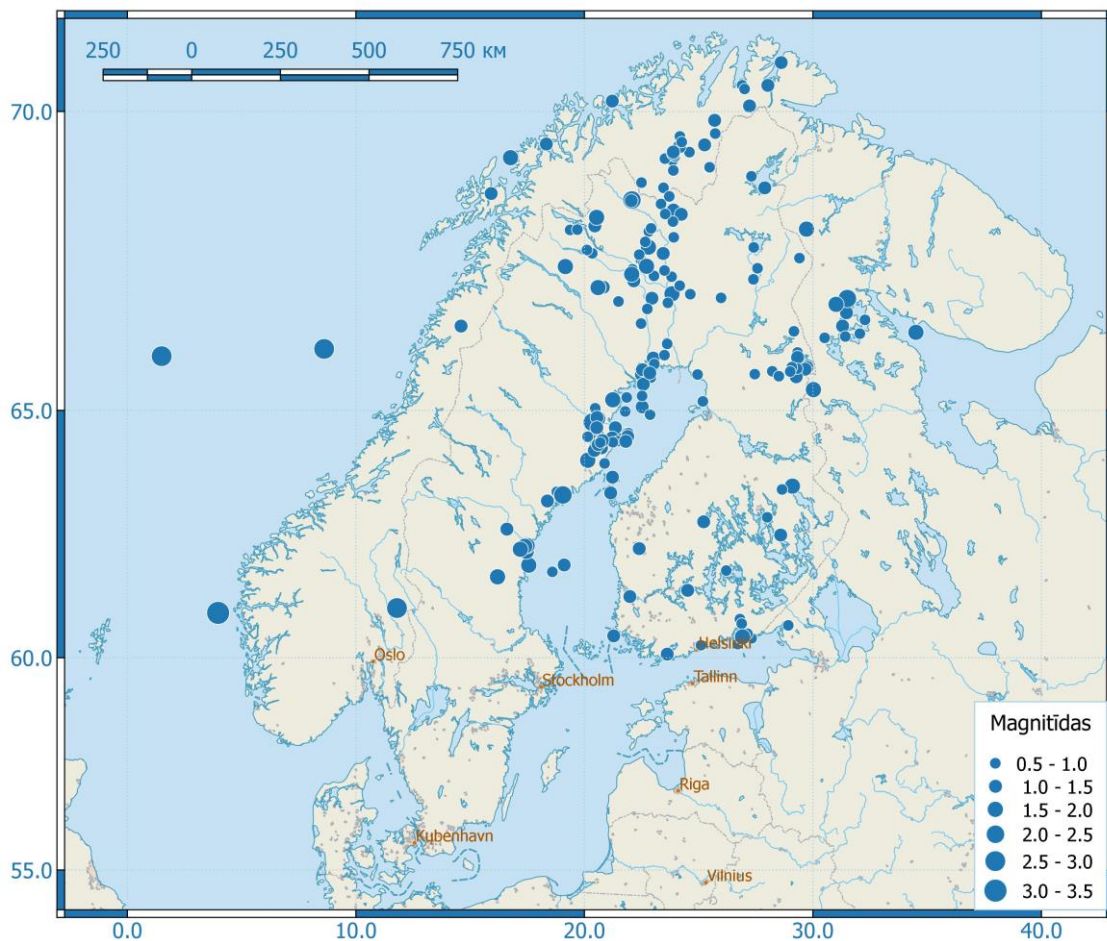 250 0 250 500 750 км
70.0
65.0
60.0
55.0
Oslo
Helsinki
Stockholm
Tallinn
Riga
Kubenhavn
Vilnius
Magnitīdas
0.5 - 1.0
1.0 - 1.5
1.5 - 2.0
2.0 - 2.5
2.5 - 3.0
3.0 - 3.5
0.0 10.0 20.0 30.0 40.0